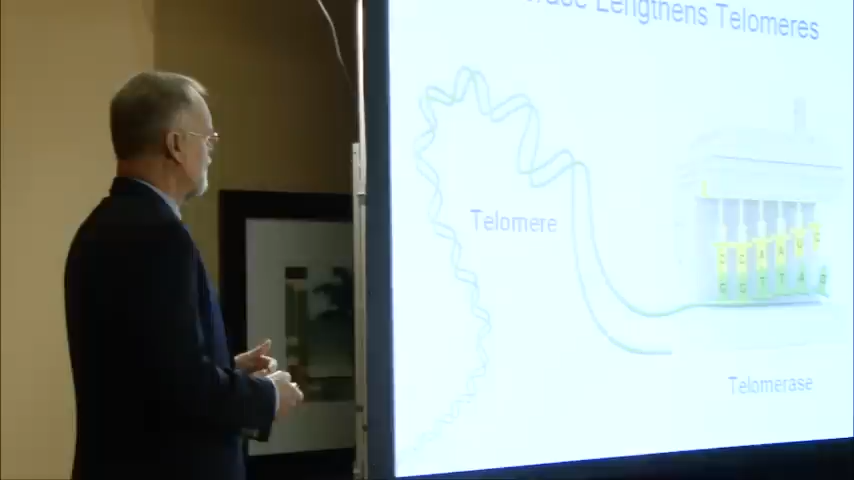 Lengthens Telomeres
Telomere
C C A A
G G T T A G
Telomerase